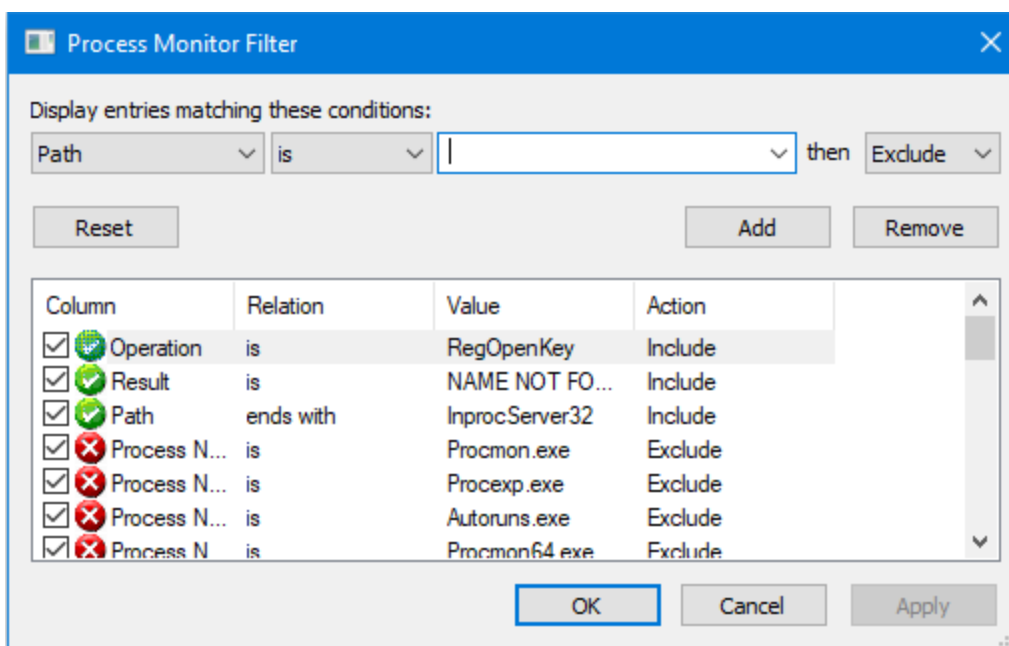 Process Monitor Filter
Display entries matching these conditions:
Path is then Exclude
Reset Add Remove
Column Relation Value Action
Operation is RegOpenKey Include
Result is NAME NOT FO... Include
Path ends with InprocServer32 Include
Process N... is Procmon.exe Exclude
Process N... is Procexp.exe Exclude
Process N... is Autoruns.exe Exclude
Process N is Procmon64.exe Exclude
OK Cancel Apply